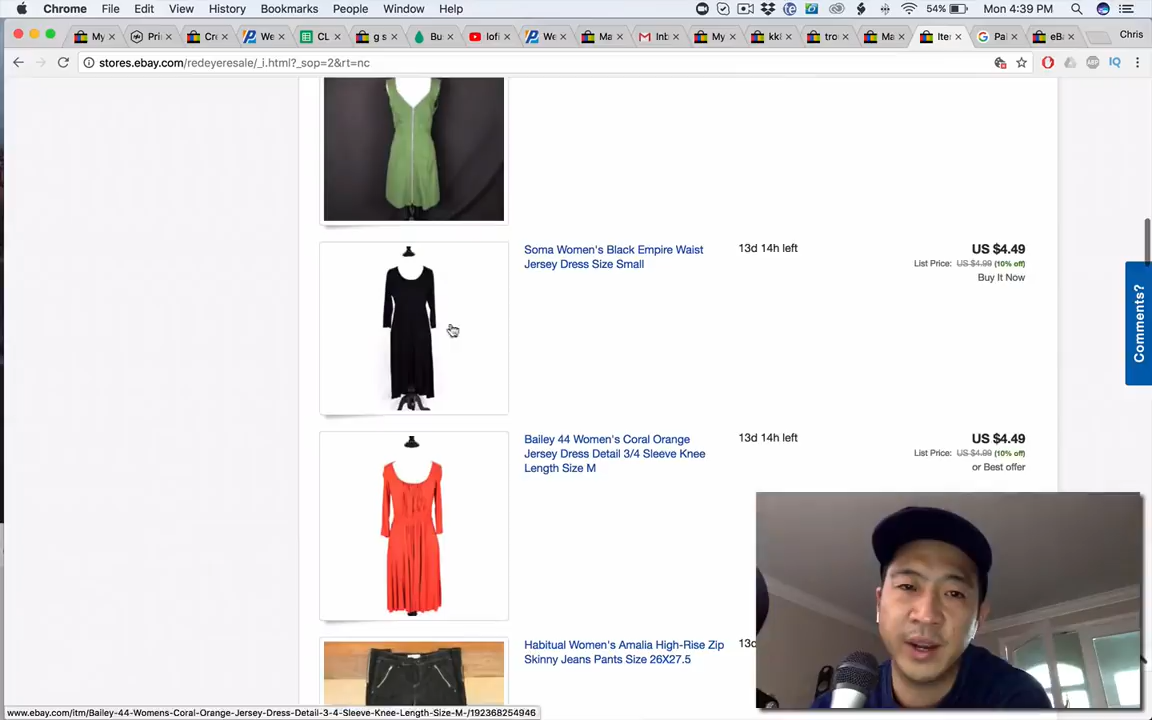 Chrome File Edit View History Bookmarks People Window Help 54% Mon 4:39 PM
My Pri Cro We CL g s Bu lofi We Ma Inb My kki tro Ma Iter Pal eBa Chris
stores.ebay.com/redeyeresale/_i.html?_sop=2&rt=nc
Soma Women's Black Empire Waist
Jersey Dress Size Small
13d 14h left
US $4.49
List Price: US $4.99 (10% off)
Buy It Now
Comments?
Bailey 44 Women's Coral Orange
Jersey Dress Detail 3/4 Sleeve Knee
Length Size M
13d 14h left
US $4.49
List Price: US $4.99 (10% off)
or Best offer
Habitual Women's Amalia High-Rise Zip
Skinny Jeans Pants Size 26X27.5
13d
www.ebay.com/itm/Bailey-44-Womens-Coral-Orange-Jersey-Dress-Detail-3-4-Sleeve-Knee-Length-Size-M-/192368254946